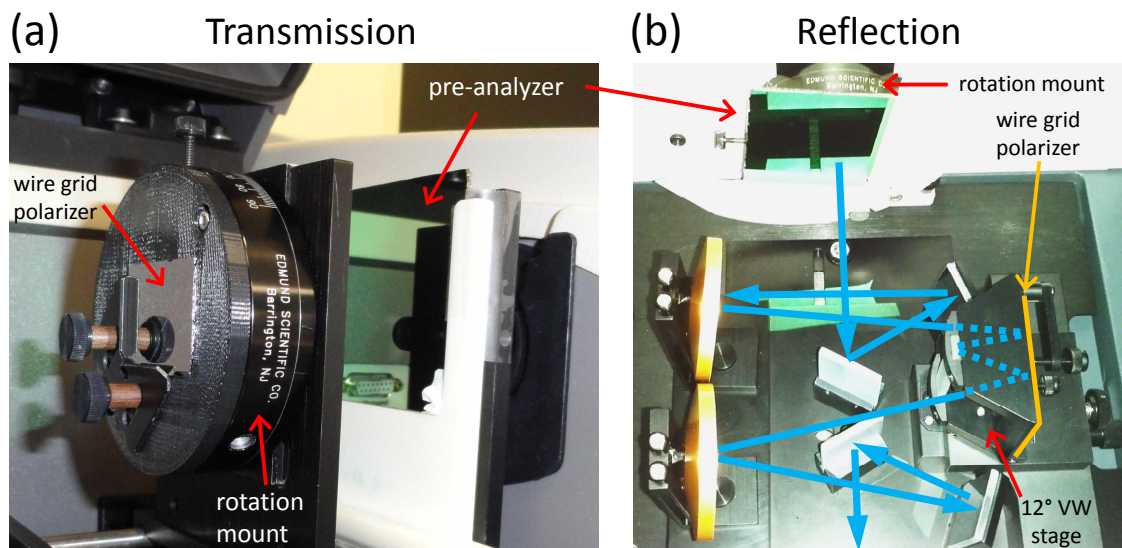 (a) Transmission
(b) Reflection
pre-analyzer
wire grid
polarizer
EDMUND SCIENTIFIC CO.
Barrington, NJ
rotation
mount
EDMUND SCIENTIFIC CO
Barrington, NJ
rotation mount
wire grid
polarizer
12° VW
stage